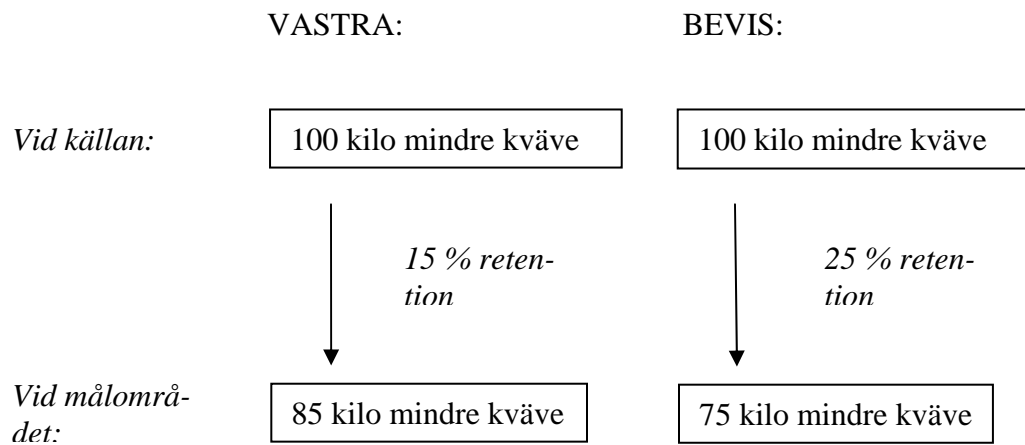 VASTRA: BEVIS:
Vid källan: 100 kilo mindre kväve 100 kilo mindre kväve
15 % reten-
tion
25 % reten-
tion
Vid målområ-
det:
85 kilo mindre kväve 75 kilo mindre kväve